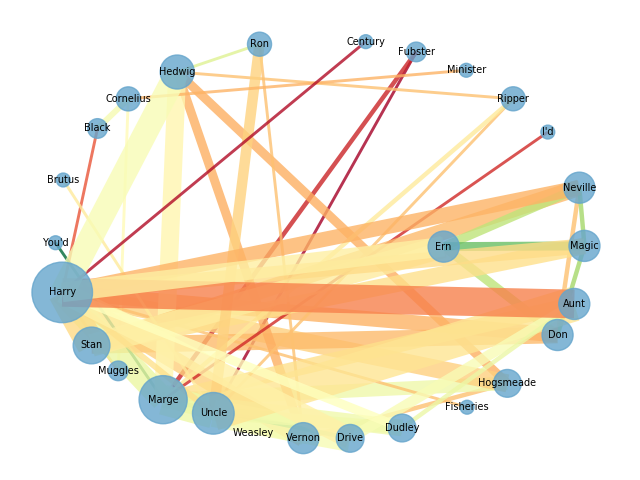 Ron
Century
Fubster
Hedwig
Minister
Cornelius
Ripper
Black
I'd
Brutus
Neville
You'd
Ern
Magic
Harry
Aunt
Don
Stan
Muggles
Hogsmeade
Marge
Fisheries
Uncle
Dudley
Weasley
Vernon
Drive